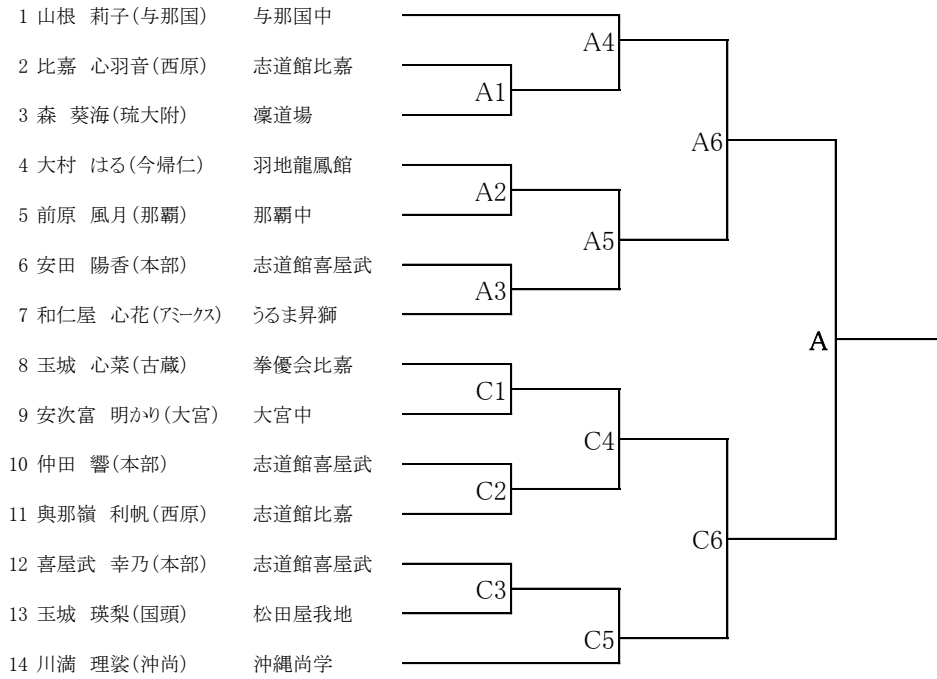 1 山根 莉子(与那国) 与那国中
A4
2 比嘉 心羽音(西原) 志道館比嘉
A1
3 森 葵海(琉大附) 凜道場
A6
4 大村 はる(今帰仁) 羽地龍鳳館
A2
5 前原 風月(那覇) 那覇中
A5
6 安田 陽香(本部) 志道館喜屋武
A3
7 和仁屋 心花(アミークス) うるま昇獅
A
8 玉城 心菜(古蔵) 拳優会比嘉
C1
9 安次富 明かり(大宮) 大宮中
C4
10 仲田 響(本部) 志道館喜屋武
C2
11 與那嶺 利帆(西原) 志道館比嘉
C6
12 喜屋武 幸乃(本部) 志道館喜屋武
C3
13 玉城 瑛梨(国頭) 松田屋我地
C5
14 川満 理裟(沖尚) 沖縄尚学